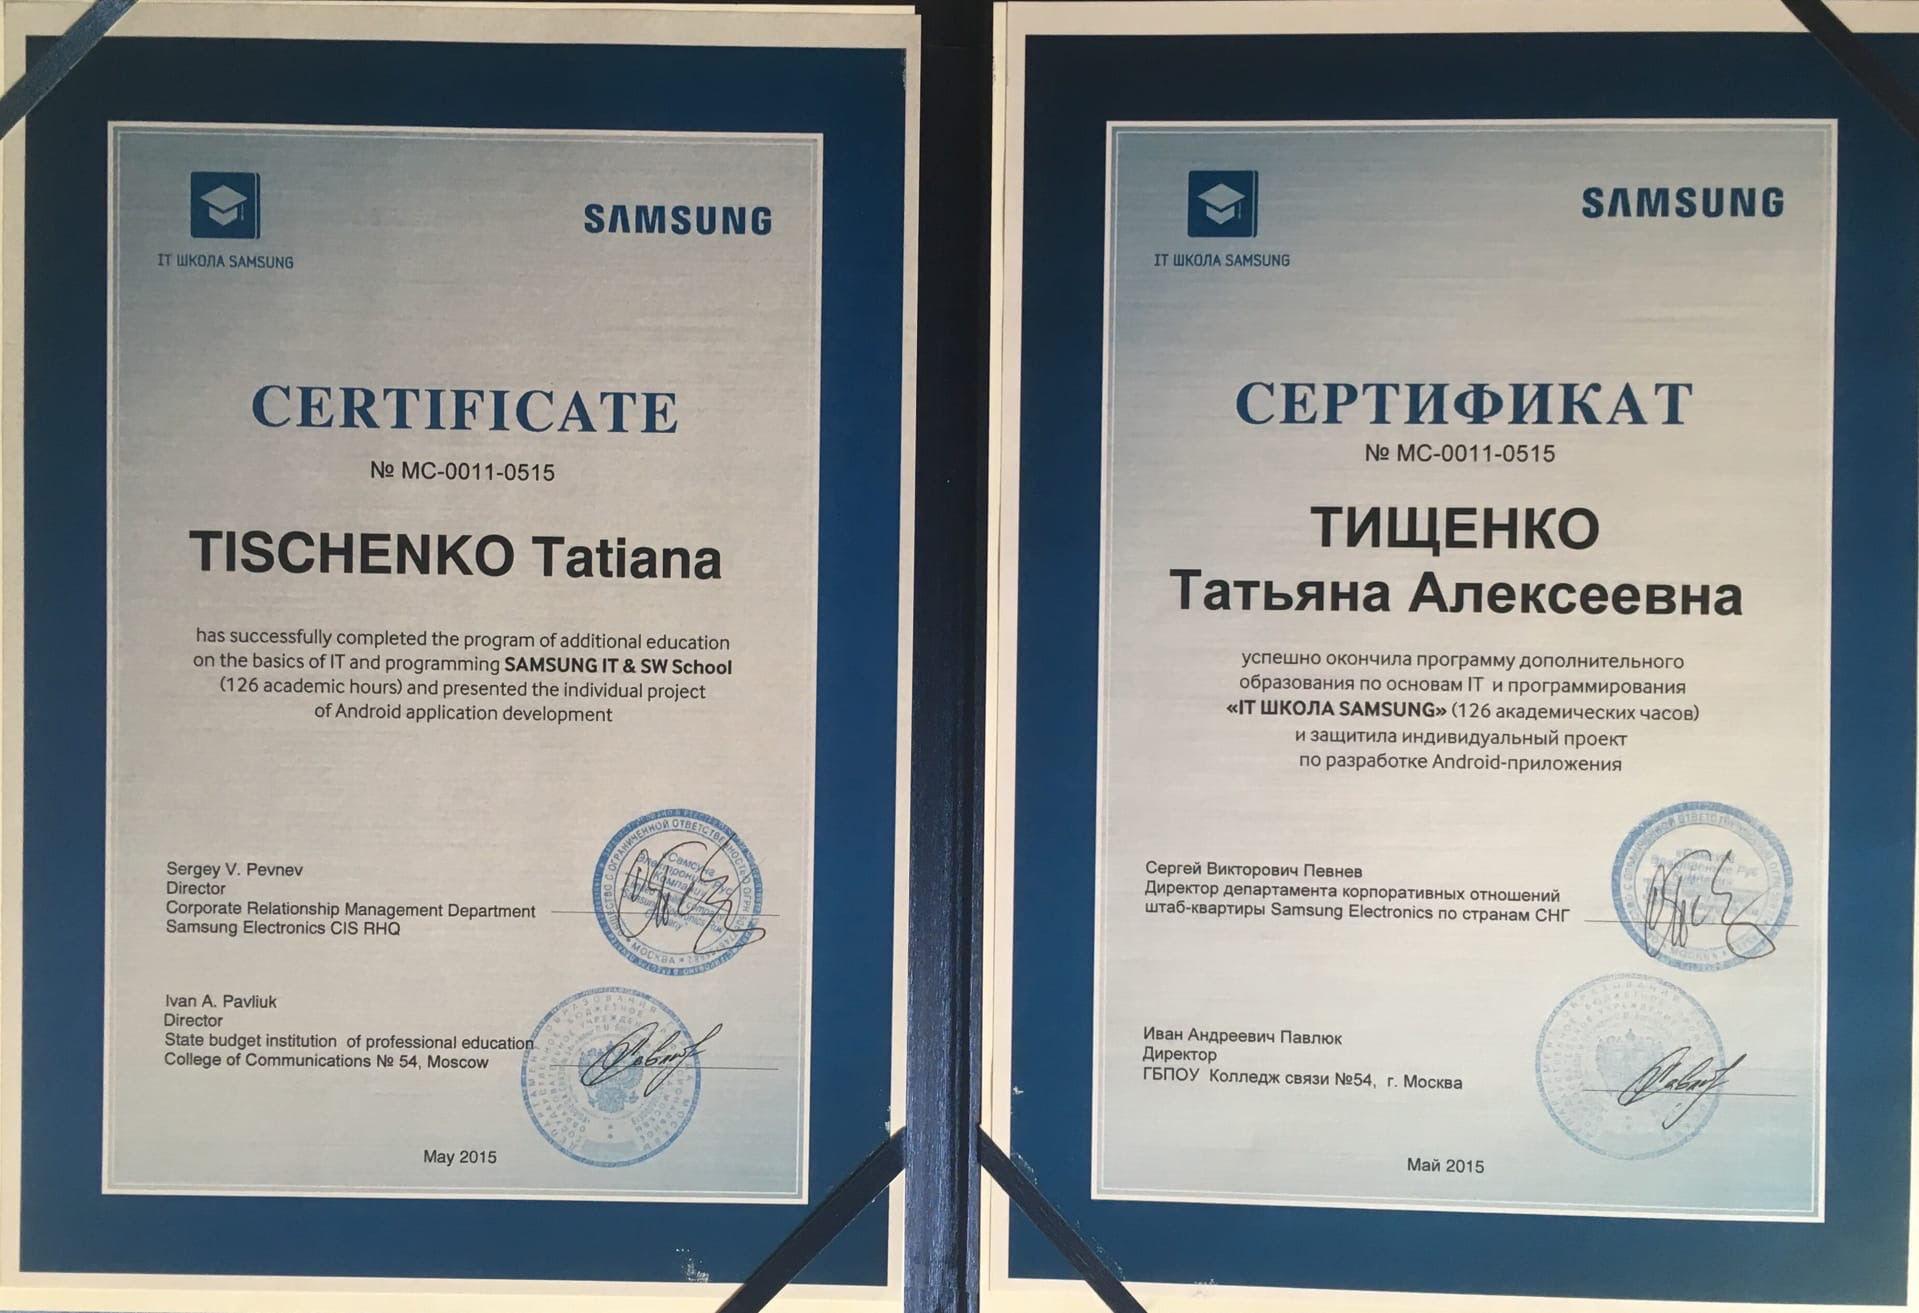 IT ШКОЛА SAMSUNG
SAMSUNG
CERTIFICATE
№ MC-0011-0515
TISCHENKO Tatiana
has successfully completed the program of additional education
on the basics of IT and programming SAMSUNG IT & SW School
(126 academic hours) and presented the individual project
of Android application development
Sergey V. Pevnev
Director
Corporate Relationship Management Department
Samsung Electronics CIS RHQ
Ivan A. Pavliuk
Director
State budget institution of professional education
College of Communications № 54, Moscow
May 2015
IT ШКОЛА SAMSUNG
SAMSUNG
СЕРТИФИКАТ
№ МС-0011-0515
ТИЩЕНКО
Татьяна Алексеевна
успешно окончила программу дополнительного
образования по основам IT и программирования
«IT ШКОЛА SAMSUNG» (126 академических часов)
и защитила индивидуальный проект
по разработке Android-приложения
Сергей Викторович Певнев
Директор департамента корпоративных отношений
штаб-квартиры Samsung Electronics по странам СНГ
Иван Андреевич Павлюк
Директор
ГБПОУ Колледж связи №54, г. Москва
Май 2015